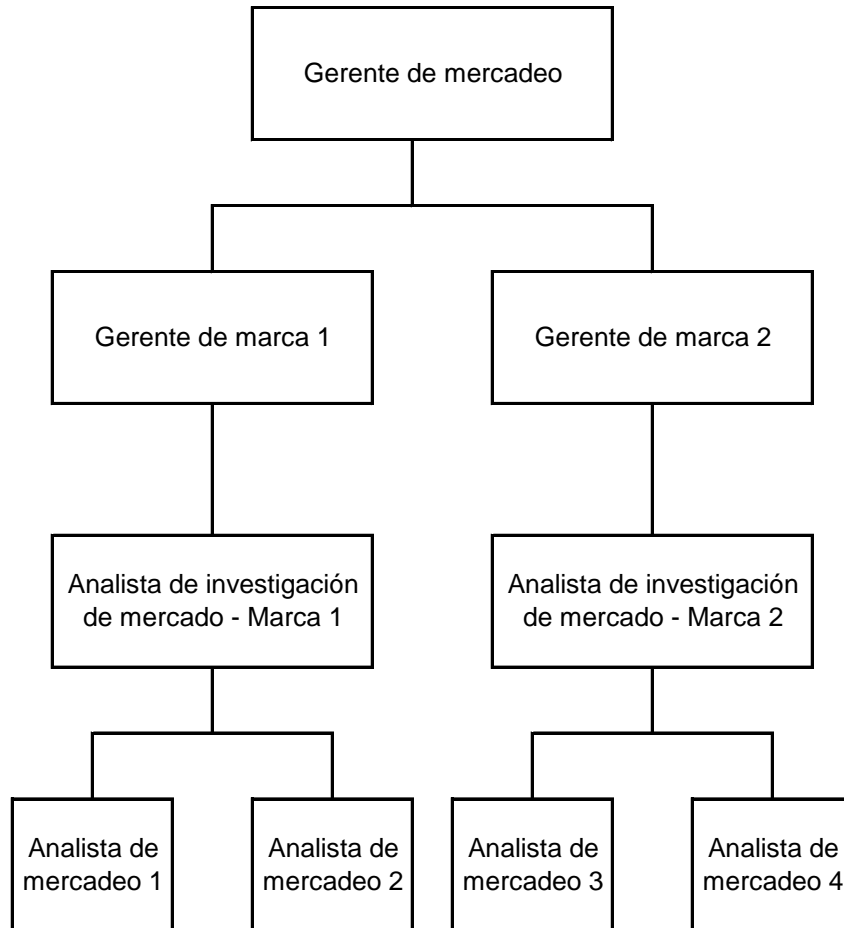 Gerente de mercadeo
Gerente de marca 1
Gerente de marca 2
Analista de investigación
de mercado - Marca 1
Analista de investigación
de mercado - Marca 2
Analista de
mercadeo 1
Analista de
mercadeo 2
Analista de
mercadeo 3
Analista de
mercadeo 4